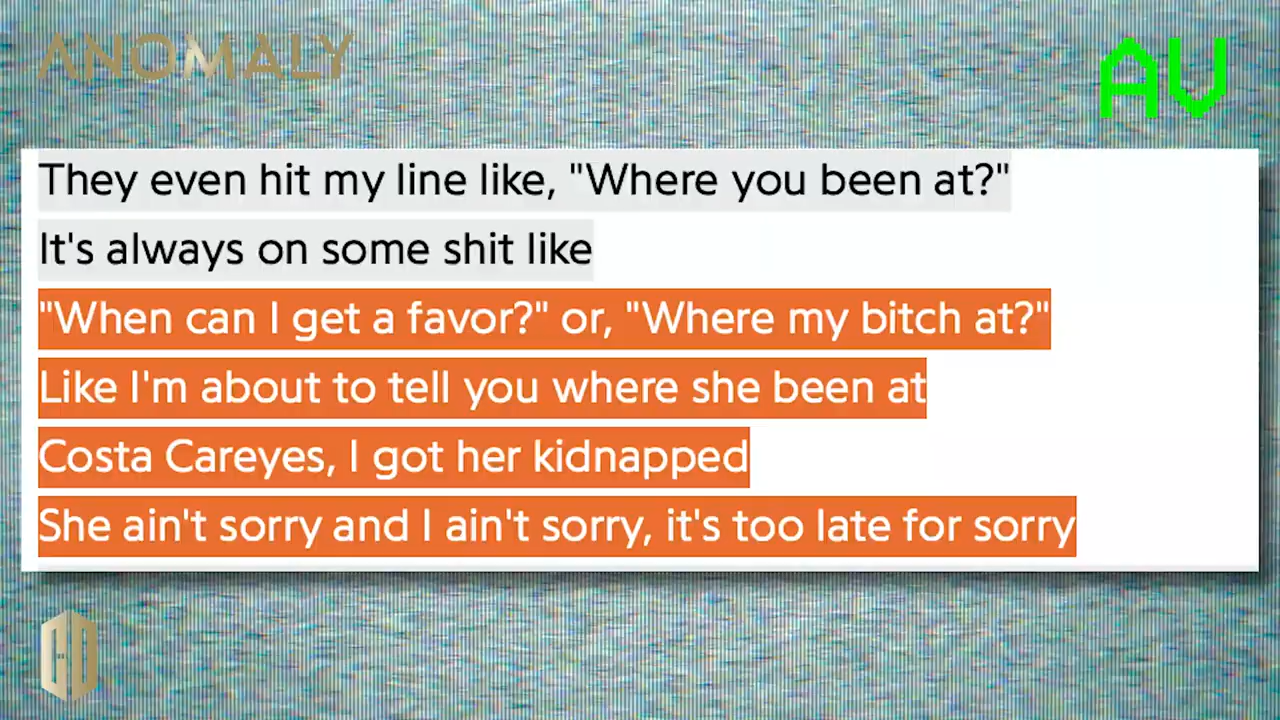 ANOMALY
AV
They even hit my line like, "Where you been at?"
It's always on some shit like
"When can I get a favor?" or, "Where my bitch at?"
Like I'm about to tell you where she been at
Costa Careyes, I got her kidnapped
She ain't sorry and I ain't sorry, it's too late for sorry